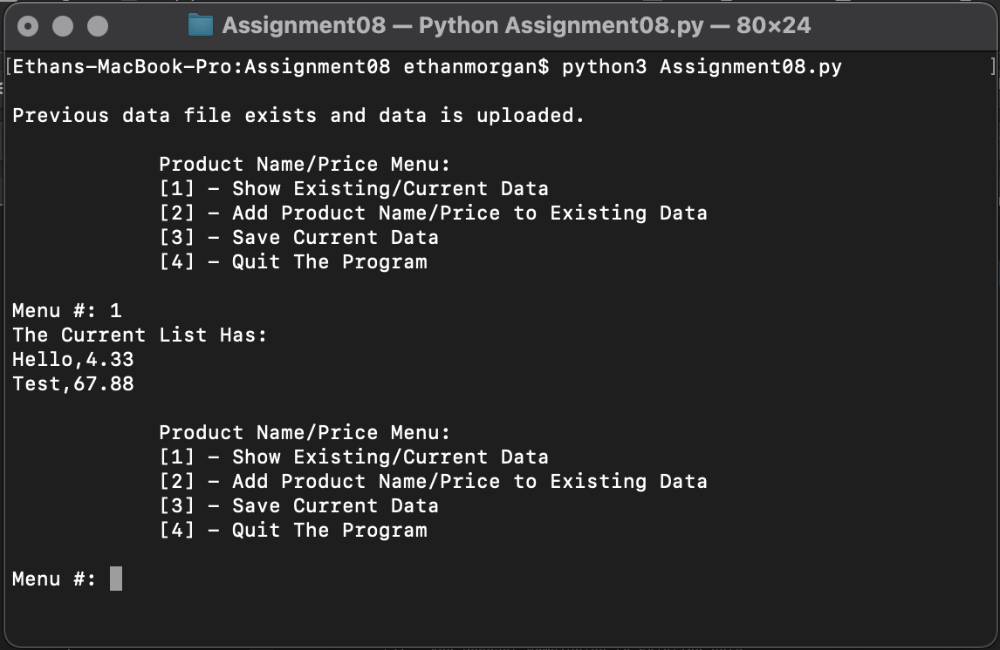 Assignment08 — Python Assignment08.py — 80×24
[Ethans-MacBook-Pro:Assignment08 ethanmorgan$ python3 Assignment08.py ]
Previous data file exists and data is uploaded.
Product Name/Price Menu:
[1] – Show Existing/Current Data
[2] – Add Product Name/Price to Existing Data
[3] – Save Current Data
[4] – Quit The Program
Menu #: 1
The Current List Has:
Hello,4.33
Test,67.88
Product Name/Price Menu:
[1] – Show Existing/Current Data
[2] – Add Product Name/Price to Existing Data
[3] – Save Current Data
[4] – Quit The Program
Menu #: